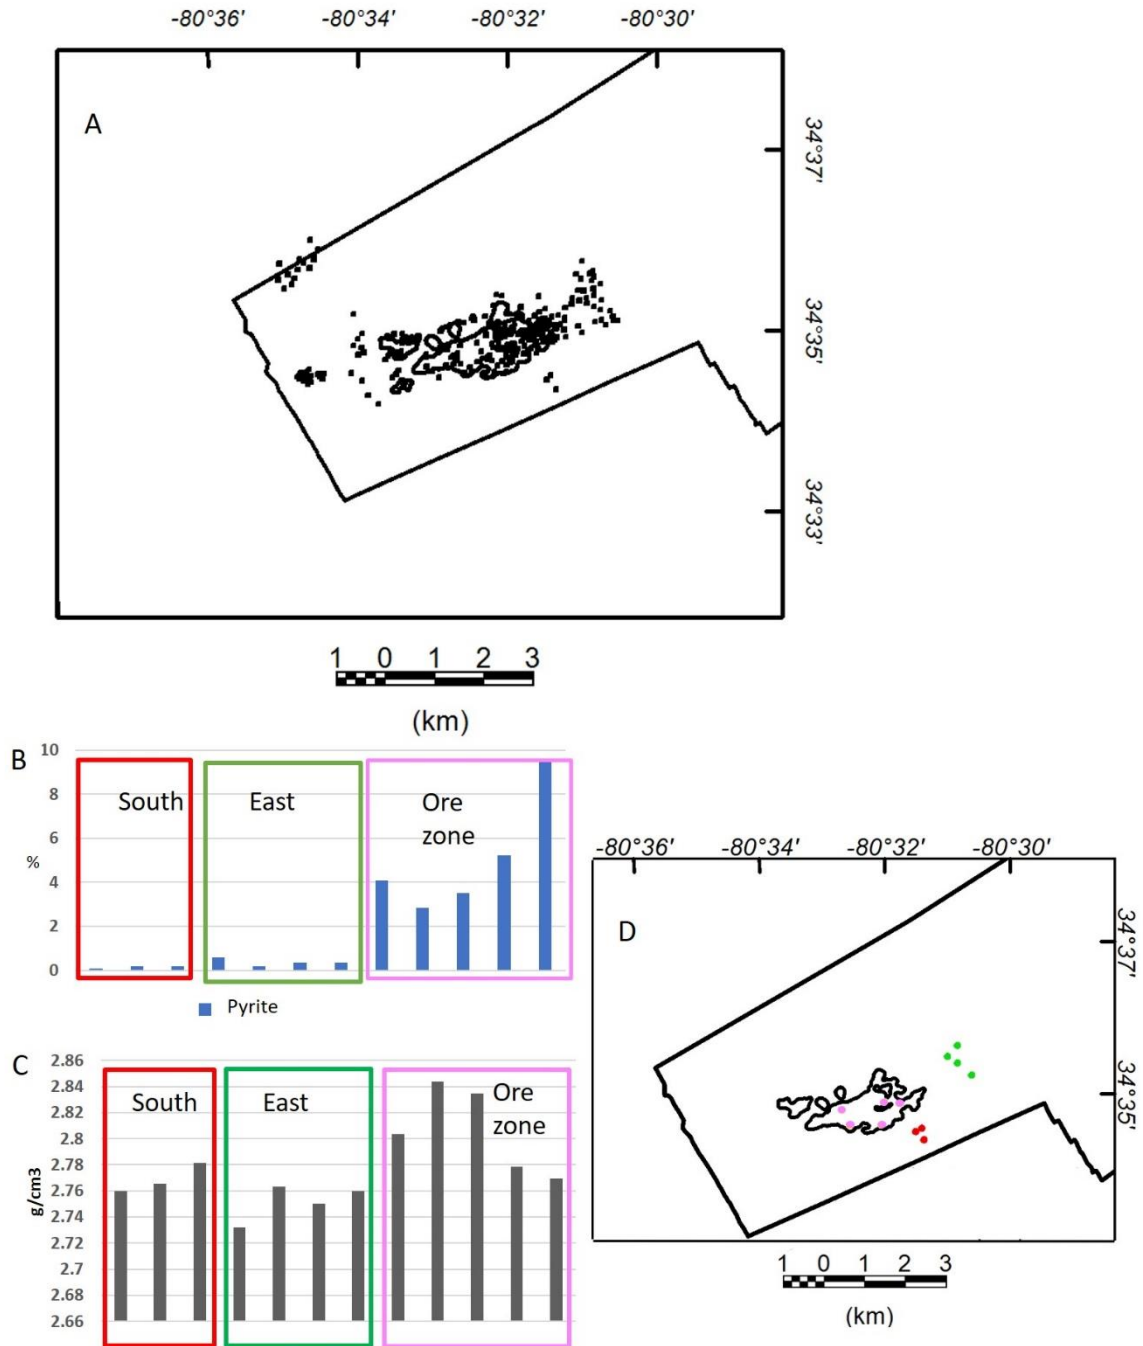 -80°36' -80°34' -80°32' -80°30'
A
34°37'
34°35'
34°33'
1 0 1 2 3
(km)
B
10
8
6
4
2
0
%
South
East
Ore
zone
Pyrite
C
2.86
2.84
2.82
2.8
2.78
2.76
2.74
2.72
2.7
2.68
2.66
g/cm3
South
East
Ore
zone
-80°36' -80°34' -80°32' -80°30'
D
34°37'
34°35'
1 0 1 2 3
(km)